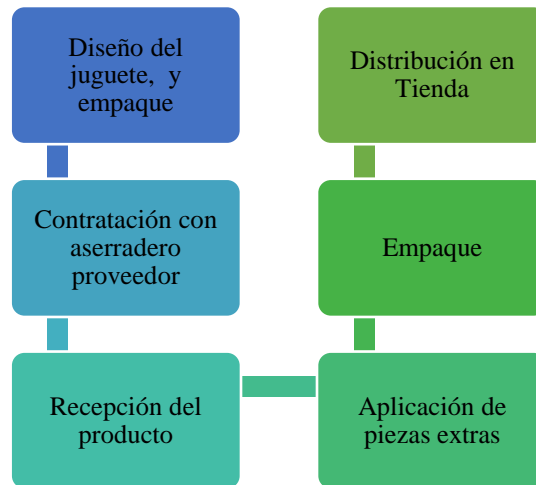 Diseño del
juguete, y
empaque
Contratación con
aserradero
proveedor
Recepción del
producto
Aplicación de
piezas extras
Empaque
Distribución en
Tienda